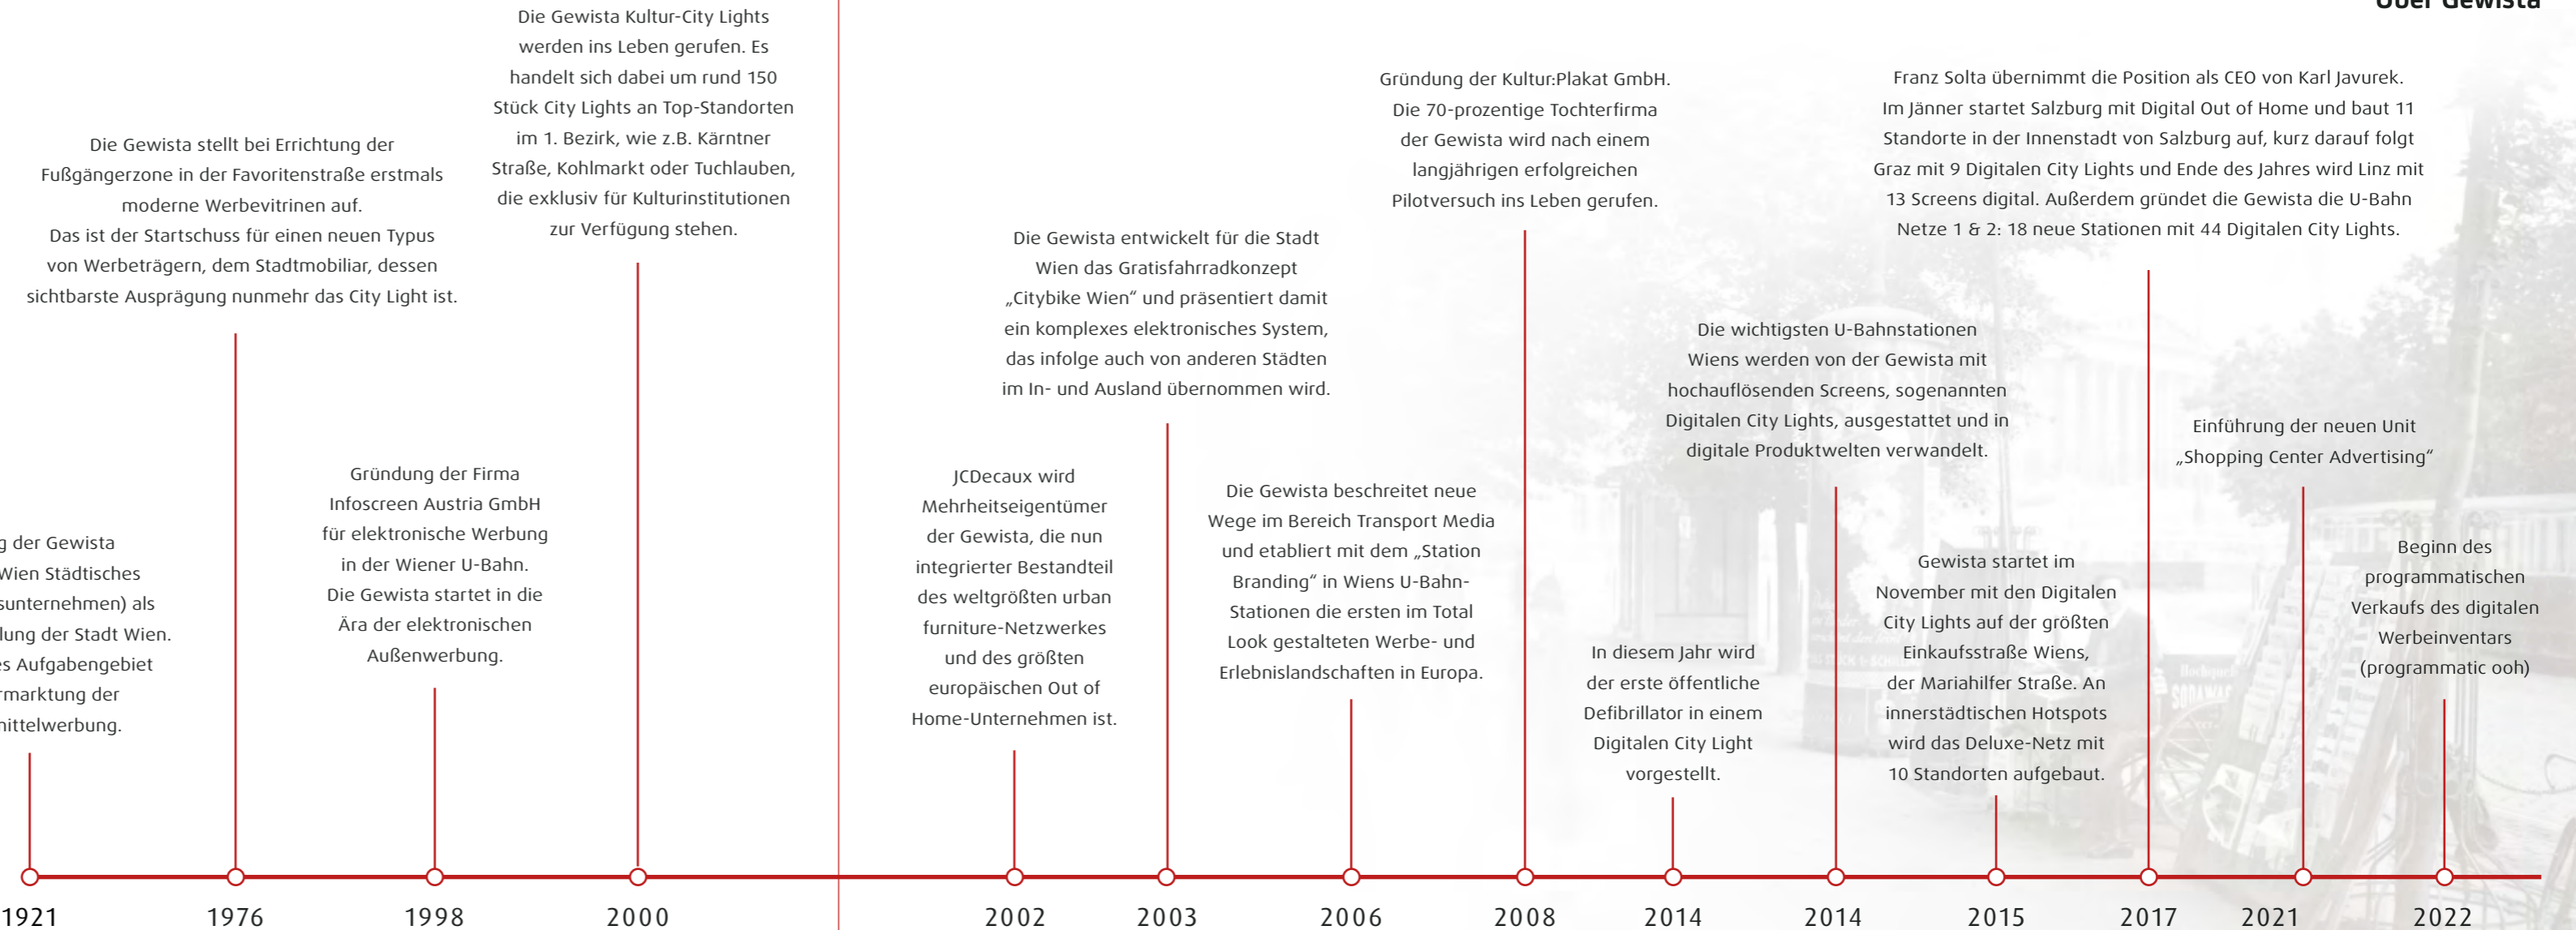 Über Gewista
g der Gewista
Wien Städtisches
sunternehmen) als
lung der Stadt Wien.
es Aufgabengebiet
rmarktung der
mittelwerbung.
1921
Die Gewista stellt bei Errichtung der
Fußgängerzone in der Favoritenstraße erstmals
moderne Werbevitrinen auf.
Das ist der Startschuss für einen neuen Typus
von Werbeträgern, dem Stadtmobiliar, dessen
sichtbarste Ausprägung nunmehr das City Light ist.
1976
Gründung der Firma
Infoscreen Austria GmbH
für elektronische Werbung
in der Wiener U-Bahn.
Die Gewista startet in die
Ära der elektronischen
Außenwerbung.
1998
Die Gewista Kultur-City Lights
werden ins Leben gerufen. Es
handelt sich dabei um rund 150
Stück City Lights an Top-Standorten
im 1. Bezirk, wie z.B. Kärntner
Straße, Kohlmarkt oder Tuchlauben,
die exklusiv für Kulturinstitutionen
zur Verfügung stehen.
2000
JCDecaux wird
Mehrheitseigentümer
der Gewista, die nun
integrierter Bestandteil
des weltgrößten urban
furniture-Netzwerkes
und des größten
europäischen Out of
Home-Unternehmen ist.
2002
Die Gewista entwickelt für die Stadt
Wien das Gratisfahrradkonzept
„Citybike Wien“ und präsentiert damit
ein komplexes elektronisches System,
das infolge auch von anderen Städten
im In- und Ausland übernommen wird.
2003
Die Gewista beschreitet neue
Wege im Bereich Transport Media
und etabliert mit dem „Station
Branding“ in Wiens U-Bahn-
Stationen die ersten im Total
Look gestalteten Werbe- und
Erlebnislandschaften in Europa.
2006
Gründung der Kultur:Plakat GmbH.
Die 70-prozentige Tochterfirma
der Gewista wird nach einem
langjährigen erfolgreichen
Pilotversuch ins Leben gerufen.
2008
In diesem Jahr wird
der erste öffentliche
Defibrillator in einem
Digitalen City Light
vorgestellt.
2014
Die wichtigsten U-Bahnstationen
Wiens werden von der Gewista mit
hochauflösenden Screens, sogenannten
Digitalen City Lights, ausgestattet und in
digitale Produktwelten verwandelt.
2014
Gewista startet im
November mit den Digitalen
City Lights auf der größten
Einkaufsstraße Wiens,
der Mariahilfer Straße. An
innerstädtischen Hotspots
wird das Deluxe-Netz mit
10 Standorten aufgebaut.
2015
Franz Solta übernimmt die Position als CEO von Karl Javurek.
Im Jänner startet Salzburg mit Digital Out of Home und baut 11
Standorte in der Innenstadt von Salzburg auf, kurz darauf folgt
Graz mit 9 Digitalen City Lights und Ende des Jahres wird Linz mit
13 Screens digital. Außerdem gründet die Gewista die U-Bahn
Netze 1 & 2: 18 neue Stationen mit 44 Digitalen City Lights.
2017
Einführung der neuen Unit
„Shopping Center Advertising“
2021
Beginn des
programmatischen
Verkaufs des digitalen
Werbeinventars
(programmatic ooh)
2022